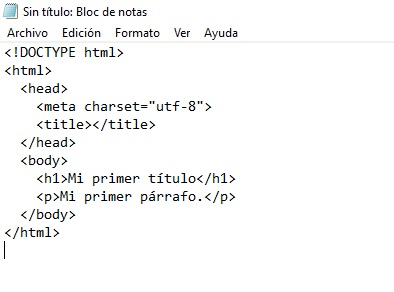 Sin título: Bloc de notas
Archivo Edición Formato Ver Ayuda
<!DOCTYPE html>
<html>
  <head>
    <meta charset="utf-8">
    <title></title>
  </head>
  <body>
    <h1>Mi primer título</h1>
    <p>Mi primer párrafo.</p>
  </body>
</html>